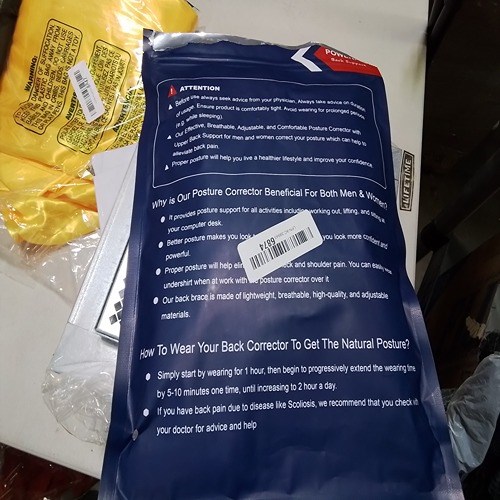 POWE
Back Support
ATTENTION
Before use always seek advice from your physician. Always take advice on duration
of usage. Ensure product is comfortably tight. Avoid wearing for prolonged periods
(e.g. while sleeping).
Our Effective, Breathable, Adjustable, and Comfortable Posture Corrector with
Upper Back Support for men and women correct your posture which can help to
alleviate back pain.
Proper posture will help you live a healthier lifestyle and improve your confidence
Why is Our Posture Corrector Beneficial For Both Men & Women?
It provides posture support for all activities including working out, lifting, and sitting at
your computer desk.
Better posture makes you look you look more confident and
powerful.
Proper posture will help eli neck and shoulder pain. You can easily wear
undershirt when at work with the posture corrector over it
Our back brace is made of lightweight, breathable, high-quality, and adjustable
materials.
6874
How To Wear Your Back Corrector To Get The Natural Posture?
Simply start by wearing for 1 hour, then begin to progressively extend the wearing time
by 5-10 minutes one time, until increasing to 2 hour a day.
If you have back pain due to disease like Scoliosis, we recommend that you check with
your doctor for advice and help
LIFETIME
WARNING: